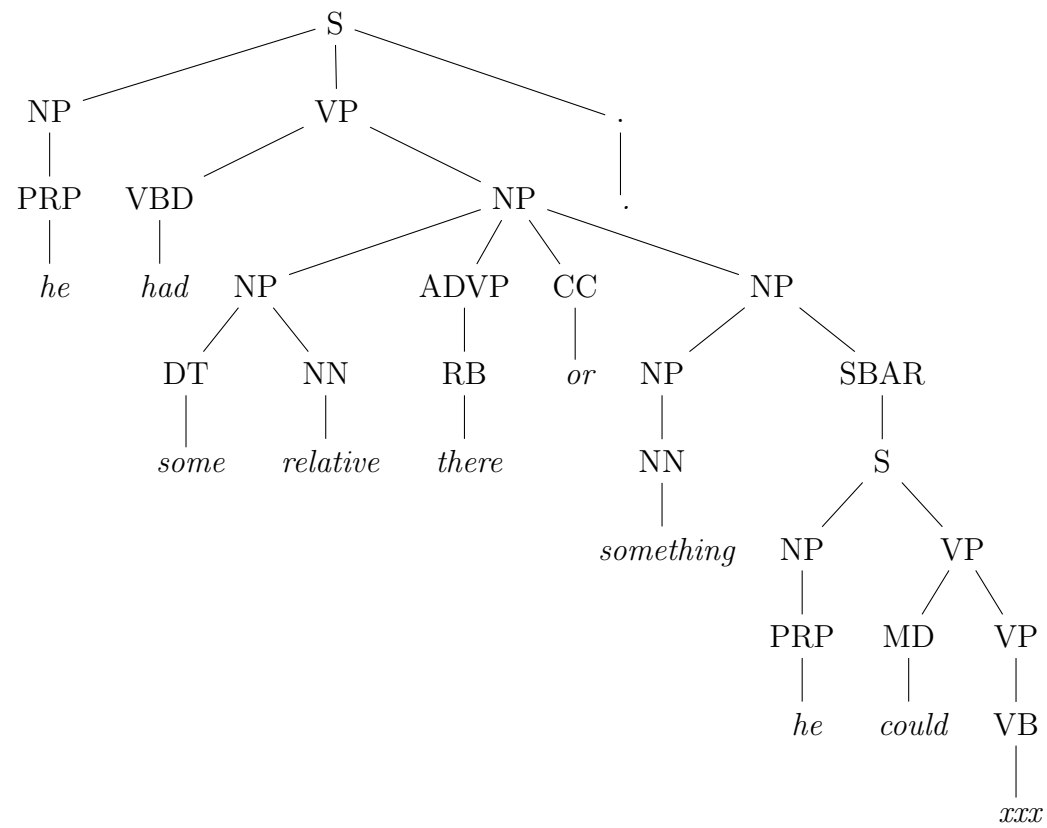 S
NP VP .
PRP VBD NP .
he had NP ADVP CC NP
DT NN RB or NP SBAR
some relative there NN S
something NP VP
PRP MD VP
he could VB
xxx